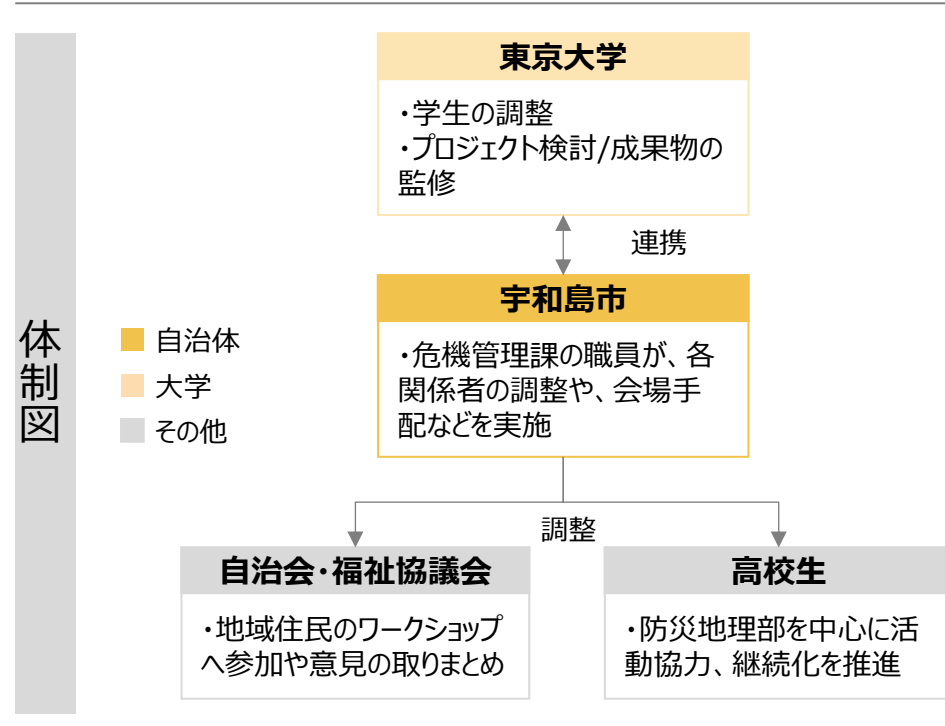 体制図
東京大学
・学生の調整
・プロジェクト検討/成果物の
監修
連携
宇和島市
・危機管理課の職員が、各
関係者の調整や、会場手
配などを実施
自治体
大学
その他
調整
自治会・福祉協議会
・地域住民のワークショップ
へ参加や意見の取りまとめ
高校生
・防災地理部を中心に活
動協力、継続化を推進